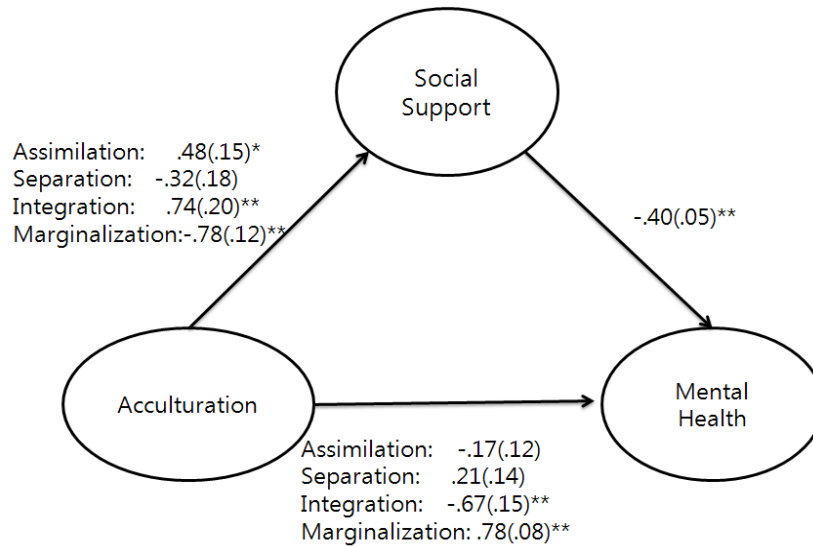 Social
Support
Assimilation: .48(.15)*
Separation: -.32(.18)
Integration: .74(.20)**
Marginalization:-.78(.12)**
-.40(.05)**
Acculturation
Mental
Health
Assimilation: -.17(.12)
Separation: .21(.14)
Integration: -.67(.15)**
Marginalization: .78(.08)**